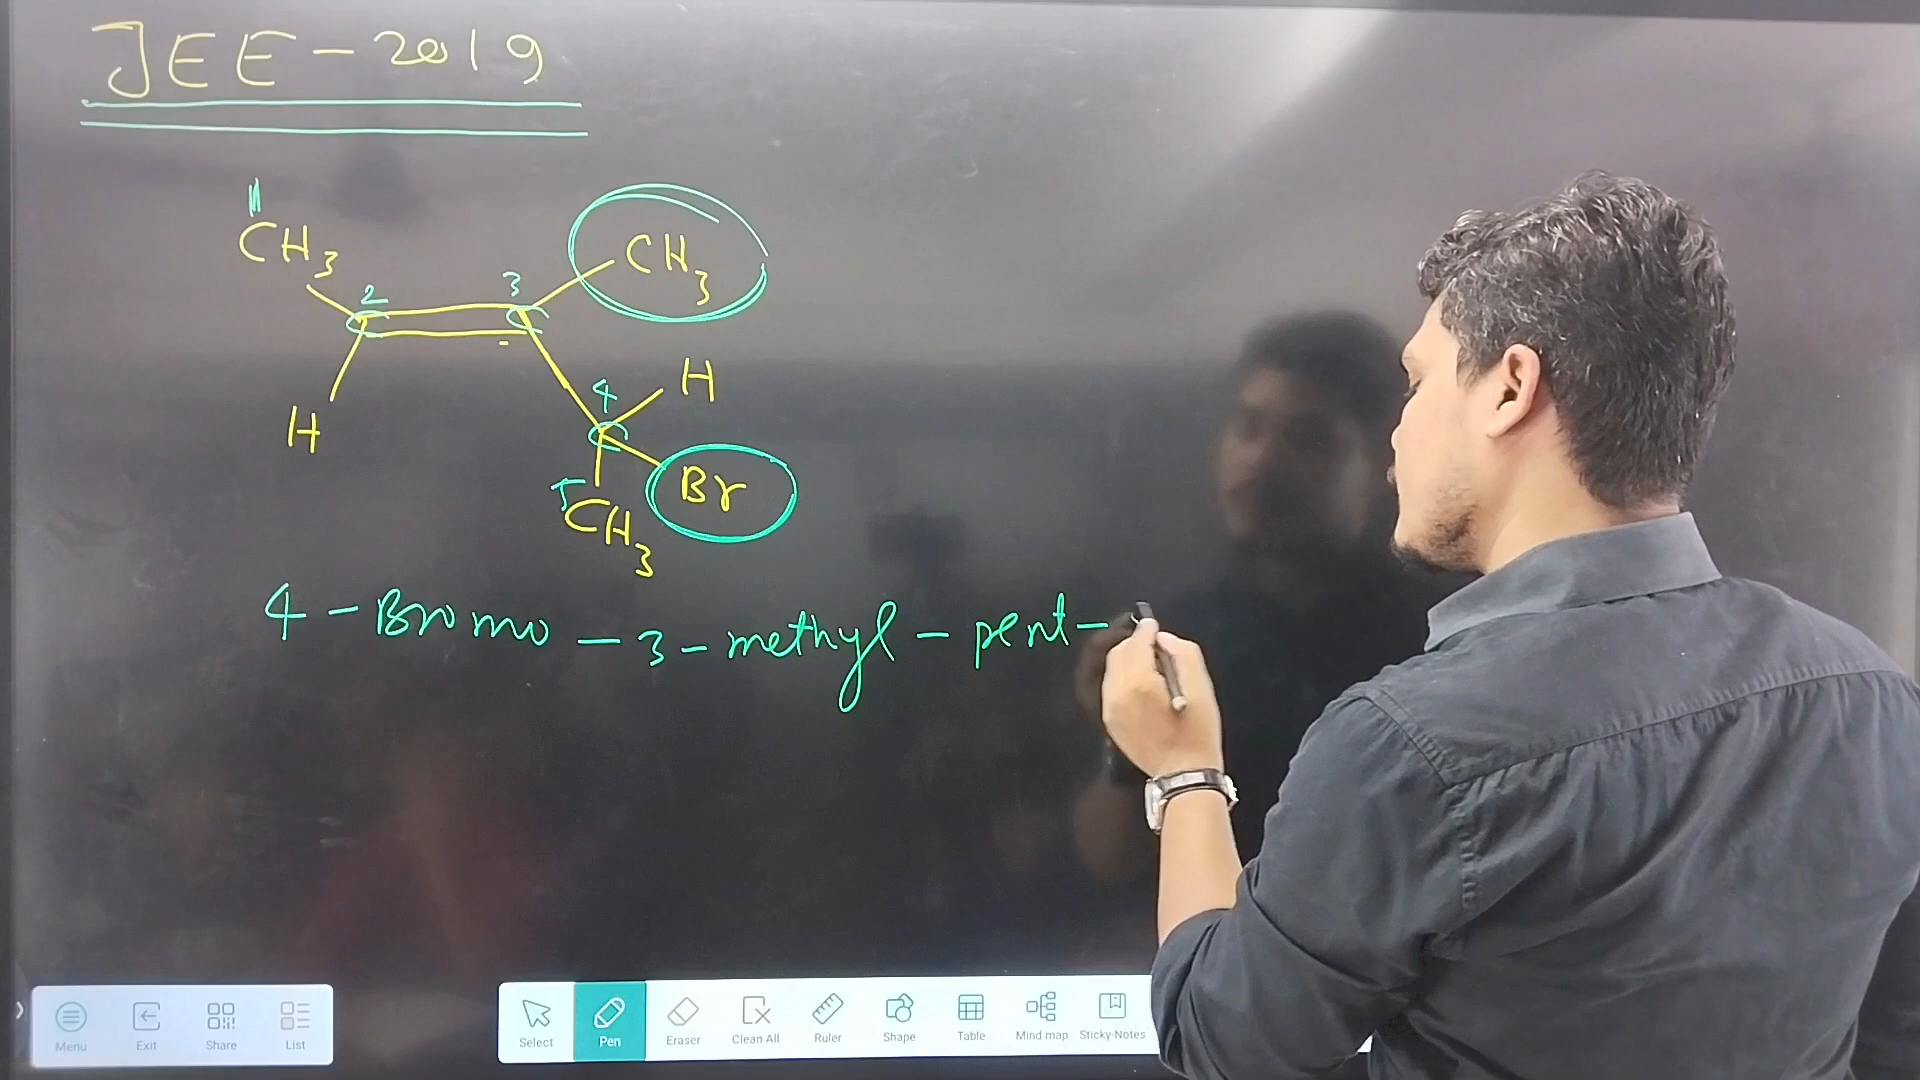 JEE-2019
1
CH3
2
3
CH3
H
4
H
Br
5
CH3
4-Bromo-3-methyl-pent-
Menu
Exit
Share
List
Select
Pen
Eraser
Clean All
Ruler
Shape
Table
Mind map
Sticky Notes